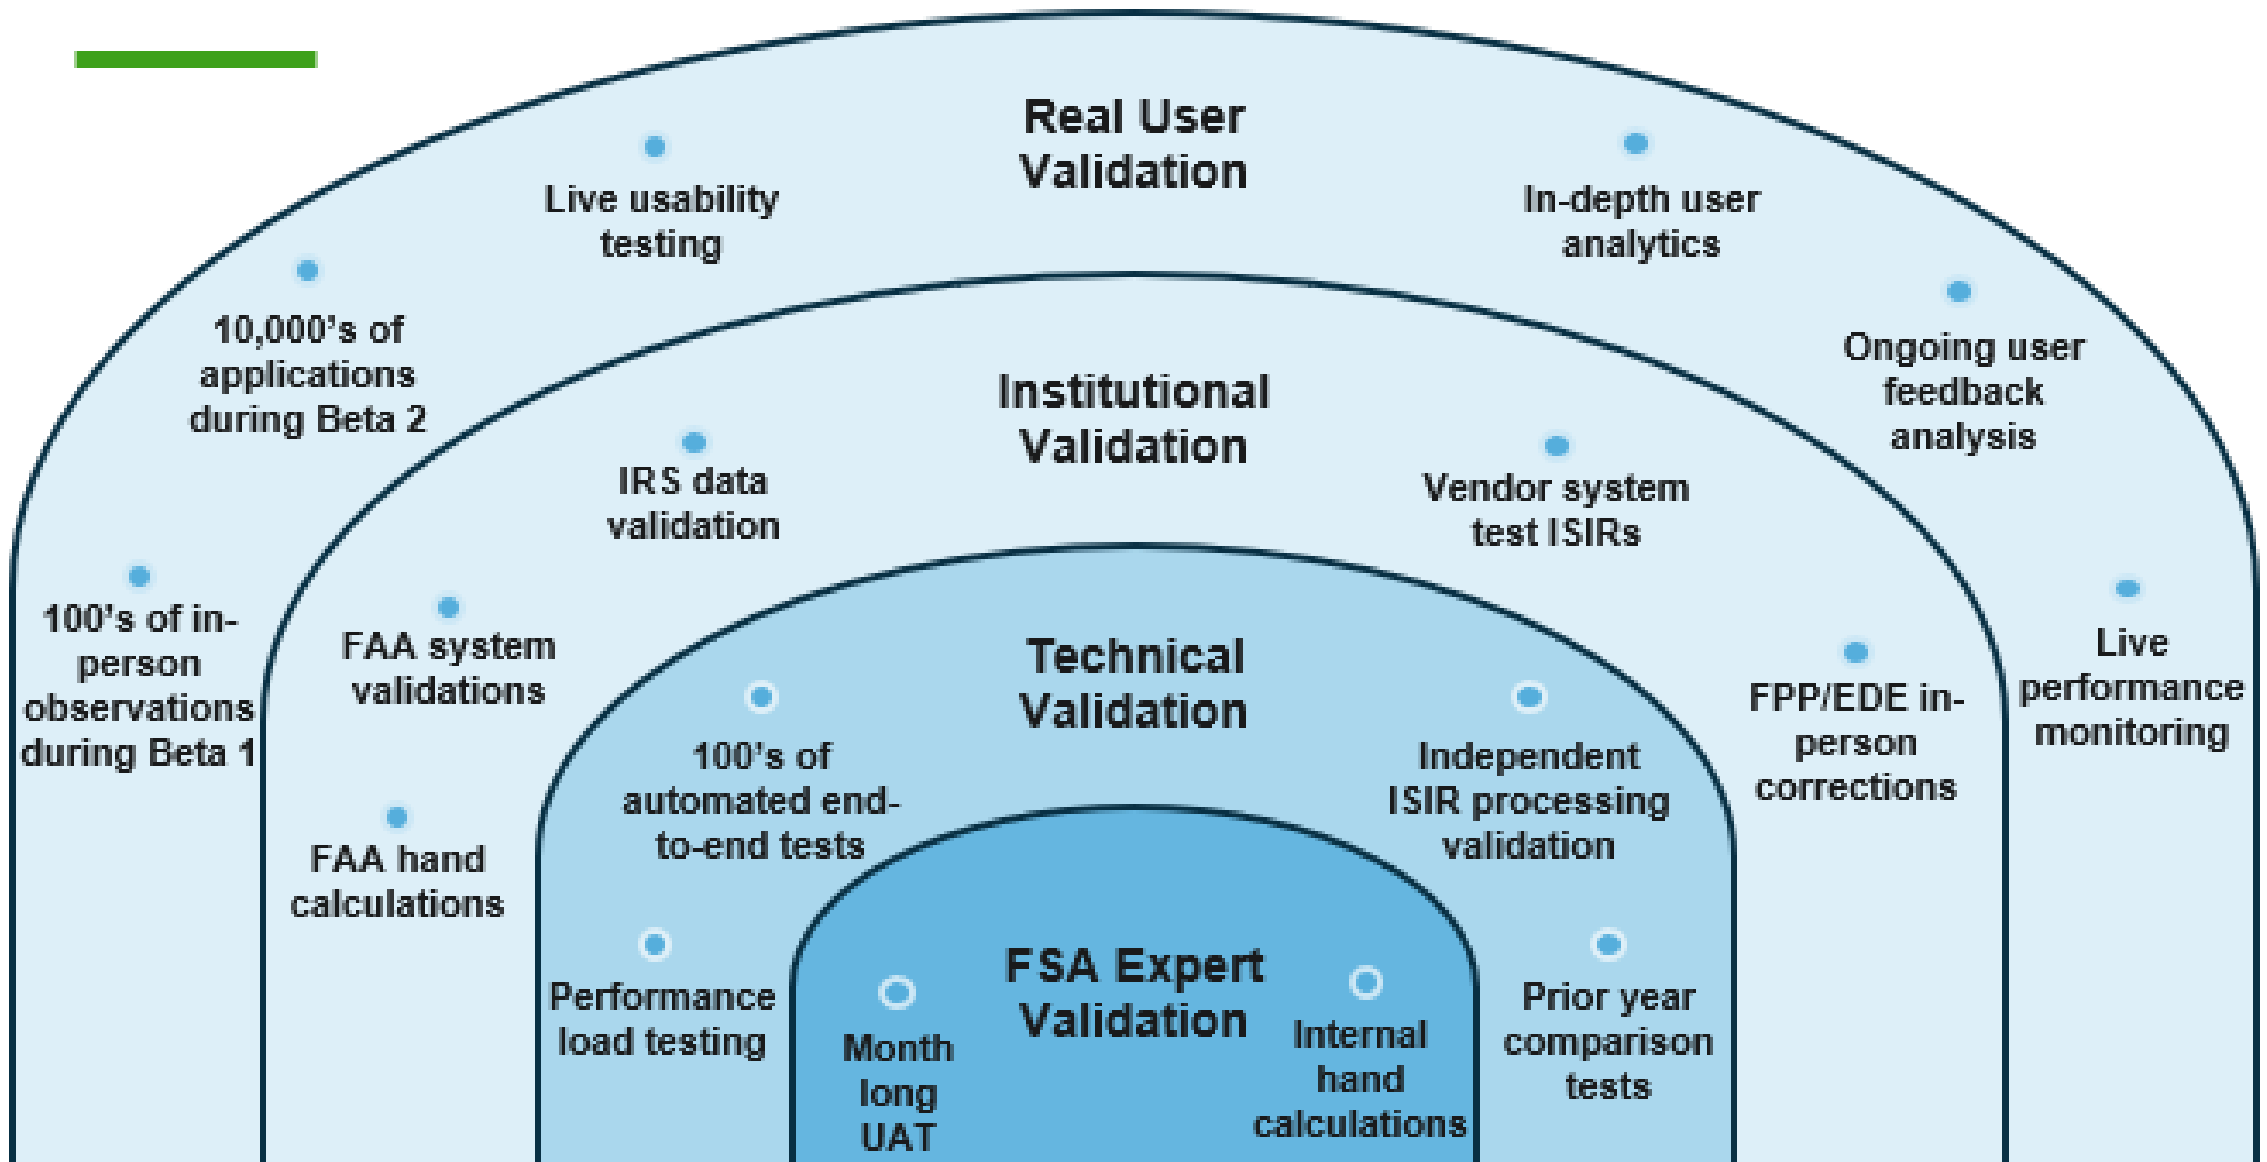 Real User
Validation
Live usability
testing
In-depth user
analytics
10,000's of
applications
during Beta 2
Ongoing user
feedback
analysis
100's of in-
person
observations
during Beta 1
Live
performance
monitoring
Institutional
Validation
IRS data
validation
Vendor system
test ISIRs
FAA system
validations
FPP/EDE in-
person
corrections
FAA hand
calculations
Technical
Validation
100's of
automated end-
to-end tests
Independent
ISIR processing
validation
Performance
load testing
Prior year
comparison
tests
FSA Expert
Validation
Month
long
UAT
Internal
hand
calculations